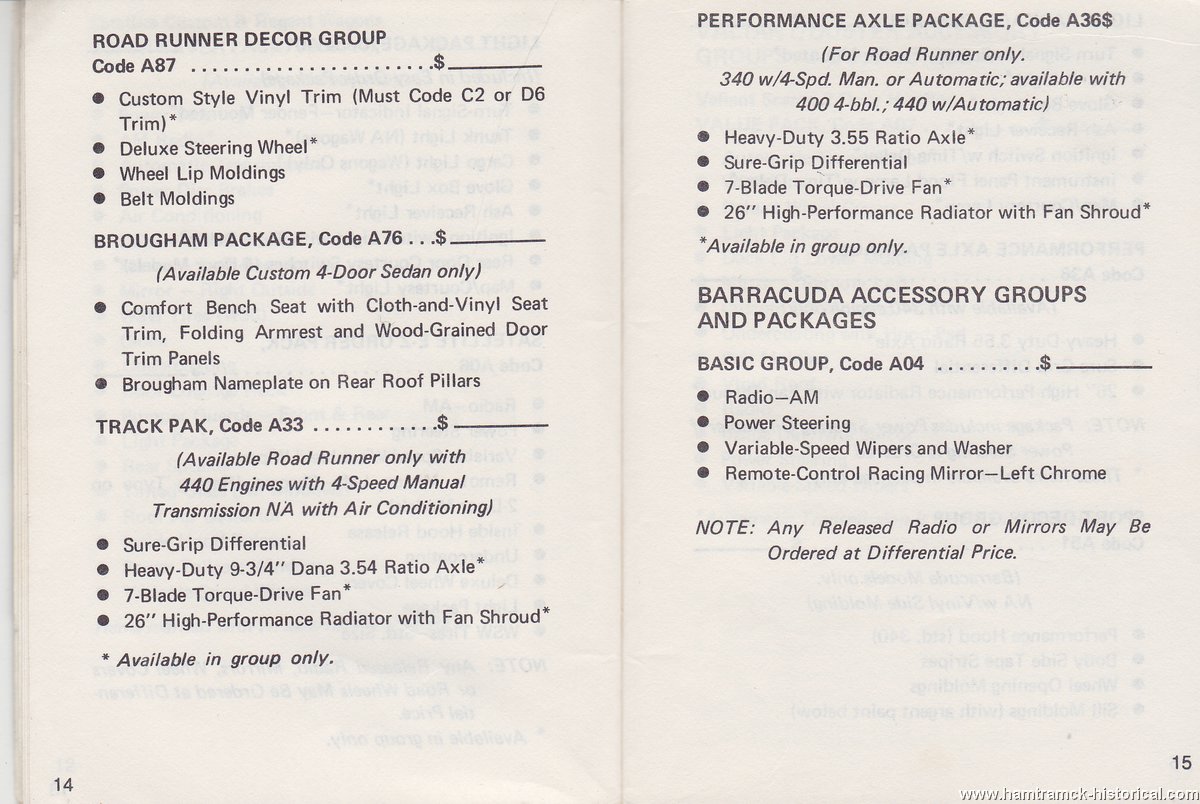 ROAD RUNNER DECOR GROUP
Code A87 ........................$________
● Custom Style Vinyl Trim (Must Code C2 or D6
Trim)*
● Deluxe Steering Wheel*
● Wheel Lip Moldings
● Belt Moldings
BROUGHAM PACKAGE, Code A76 ...$________
(Available Custom 4-Door Sedan only)
● Comfort Bench Seat with Cloth-and-Vinyl Seat
Trim, Folding Armrest and Wood-Grained Door
Trim Panels
● Brougham Nameplate on Rear Roof Pillars
TRACK PAK, Code A33 ............$________
(Available Road Runner only with
440 Engines with 4-Speed Manual
Transmission NA with Air Conditioning)
● Sure-Grip Differential
● Heavy-Duty 9-3/4" Dana 3.54 Ratio Axle*
● 7-Blade Torque-Drive Fan*
● 26" High-Performance Radiator with Fan Shroud*
* Available in group only.
14
PERFORMANCE AXLE PACKAGE, Code A36$
(For Road Runner only.
340 w/4-Spd. Man. or Automatic; available with
400 4-bbl.; 440 w/Automatic)
● Heavy-Duty 3.55 Ratio Axle*
● Sure-Grip Differential
● 7-Blade Torque-Drive Fan*
● 26" High-Performance Radiator with Fan Shroud*
*Available in group only.
BARRACUDA ACCESSORY GROUPS
AND PACKAGES
BASIC GROUP, Code A04 ..........$________
● Radio—AM
● Power Steering
● Variable-Speed Wipers and Washer
● Remote-Control Racing Mirror—Left Chrome
NOTE: Any Released Radio or Mirrors May Be
Ordered at Differential Price.
15
www.hamtramck-historical.com